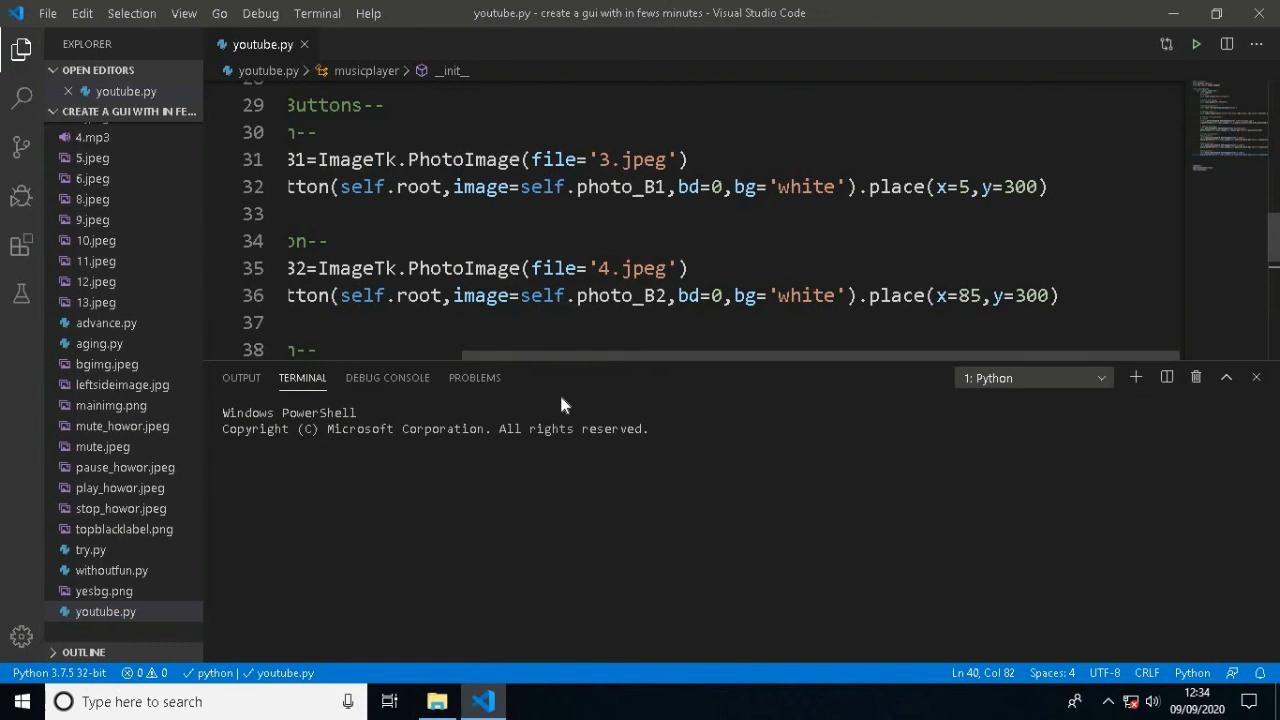 File Edit Selection View Go Debug Terminal Help youtube.py - create a gui with in fews minutes - Visual Studio Code
EXPLORER
OPEN EDITORS
youtube.py
CREATE A GUI WITH IN FE...
4.mp3
5.jpeg
6.jpeg
8.jpeg
9.jpeg
10.jpeg
11.jpeg
12.jpeg
13.jpeg
advance.py
aging.py
bgimg.jpeg
leftsideimage.jpg
mainimg.png
mute_howor.jpeg
mute.jpeg
pause_howor.jpeg
play_howor.jpeg
stop_howor.jpeg
topblacklabel.png
try.py
withoutfun.py
yesbg.png
youtube.py
OUTLINE
youtube.py
youtube.py > musicplayer > __init__
29 Buttons--
30 n--
31 B1=ImageTk.PhotoImage(file='3.jpeg')
32 tton(self.root,image=self.photo_B1,bd=0,bg='white').place(x=5,y=300)
33
34 on--
35 B2=ImageTk.PhotoImage(file='4.jpeg')
36 tton(self.root,image=self.photo_B2,bd=0,bg='white').place(x=85,y=300)
37
38 n--
OUTPUT TERMINAL DEBUG CONSOLE PROBLEMS 1: Python
Windows PowerShell
Copyright (C) Microsoft Corporation. All rights reserved.
Python 3.7.5 32-bit 0 0 python | youtube.py Ln 40, Col 82 Spaces: 4 UTF-8 CRLF Python
Type here to search
12:34
09/09/2020